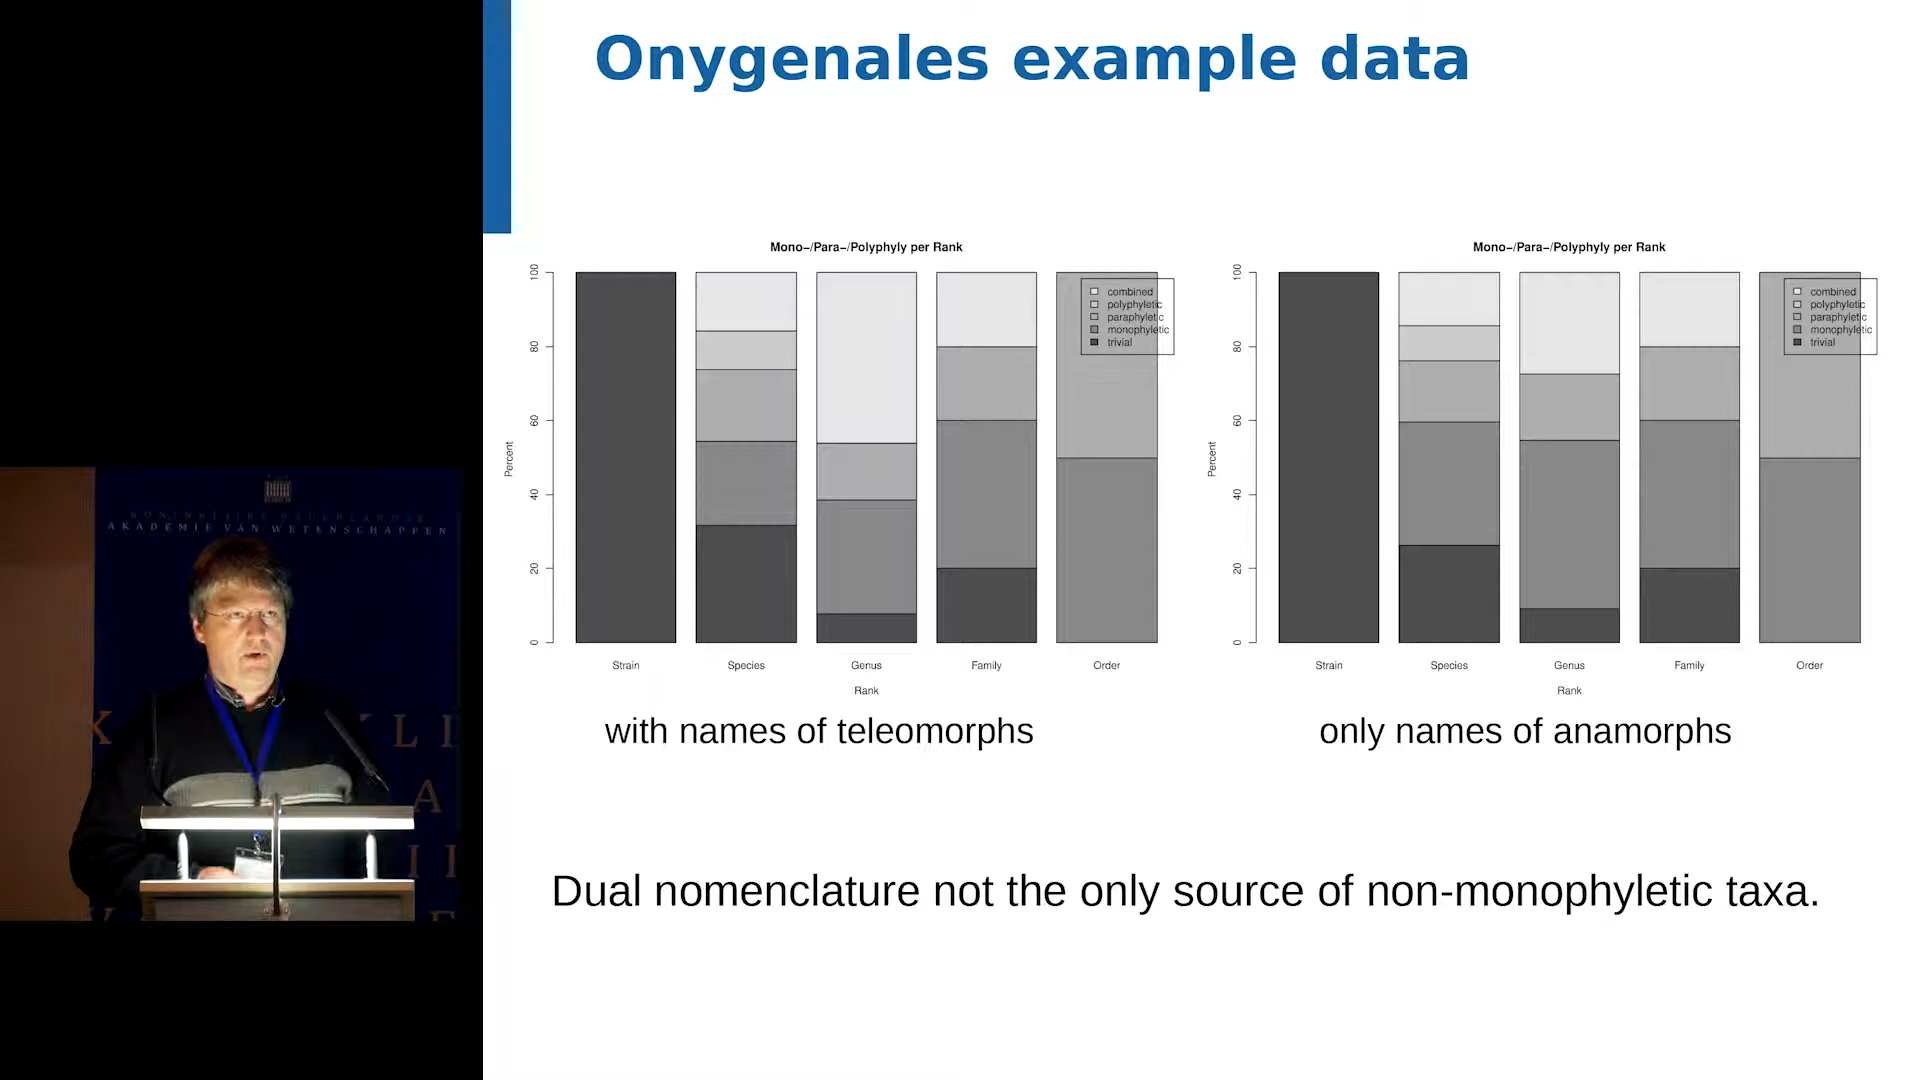 Onygenales example data
Mono-/Para-/Polyphyly per Rank
Percent
0
20
40
60
80
100
combined
polyphyletic
paraphyletic
monophyletic
trivial
Strain
Species
Genus
Family
Order
Rank
with names of teleomorphs
Mono-/Para-/Polyphyly per Rank
Percent
0
20
40
60
80
100
combined
polyphyletic
paraphyletic
monophyletic
trivial
Strain
Species
Genus
Family
Order
Rank
only names of anamorphs
Dual nomenclature not the only source of non-monophyletic taxa.
KONINKLIJKE NEDERLANDSE
AKADEMIE VAN WETENSCHAPPEN
K
LI
A